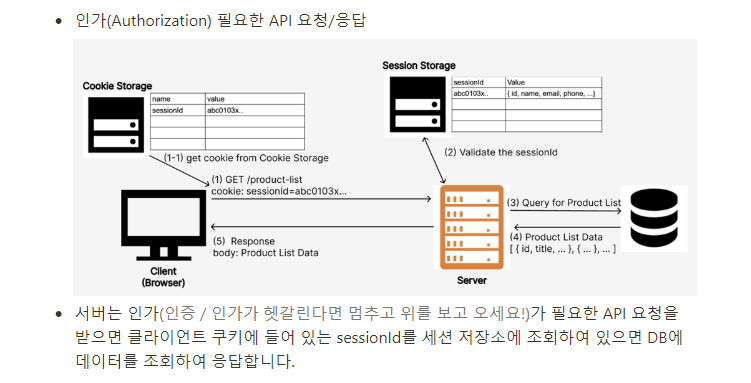 인가(Authorization) 필요한 API 요청/응답
Session Storage
Cookie Storage
sessionId Value
abc0103x.. { id, name, email, phone, ...}
name value
sessionId abc0103x..
(1-1) get cookie from Cookie Storage
(2) Validate the sessionId
(1) GET /product-list
cookie: sessionId=abc0103x...
(3) Query for Product List
(5) Response
body: Product List Data
(4) Product List Data
[ { id, title, ... }, { ... }, ... ]
Client
(Browser)
Server
서버는 인가(인증 / 인가가 헷갈린다면 멈추고 위를 보고 오세요!)가 필요한 API 요청을
받으면 클라이언트 쿠키에 들어 있는 sessionId를 세션 저장소에 조회하여 있으면 DB에
데이터를 조회하여 응답합니다.